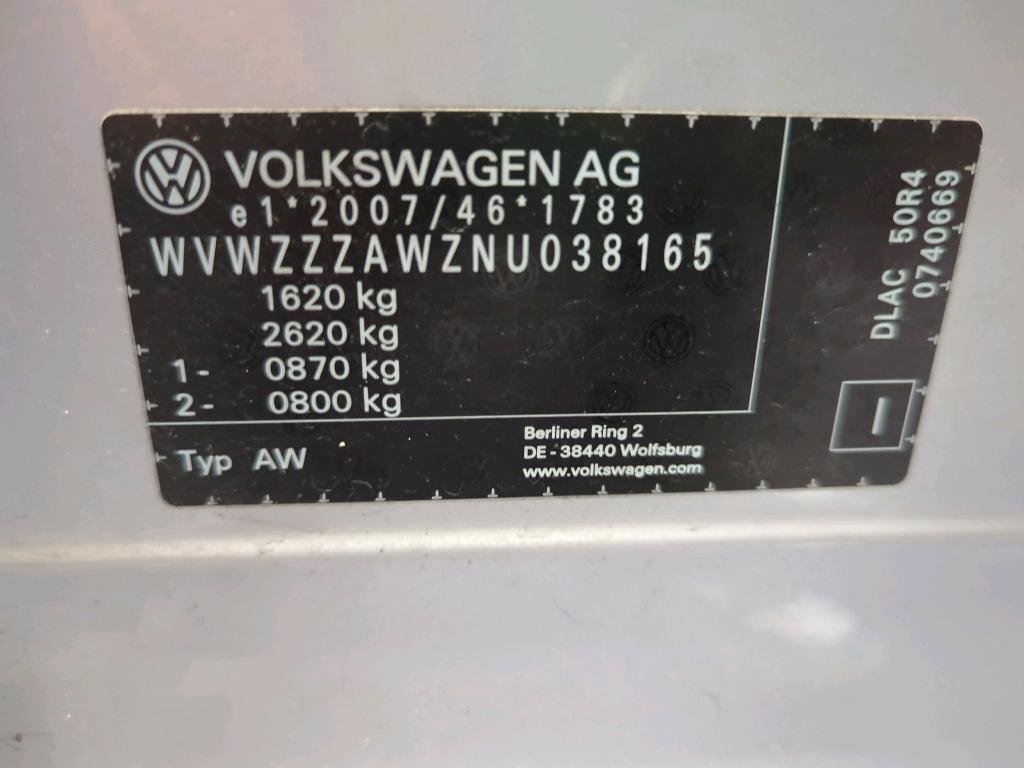 VOLKSWAGEN AG
e1*2007/46*1783
WVWZZZAWZNU038165
1620 kg
2620 kg
1- 0870 kg
2- 0800 kg
Typ AW
Berliner Ring 2
DE - 38440 Wolfsburg
www.volkswagen.com
DLAC 50R4
0740669
I